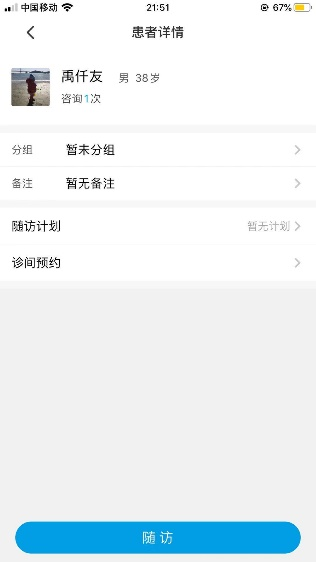 中国移动 21:51 67%
患者详情
禹仟友 男 38岁
咨询1次
分组 暂未分组
备注 暂无备注
随访计划 暂无计划
诊间预约
随访